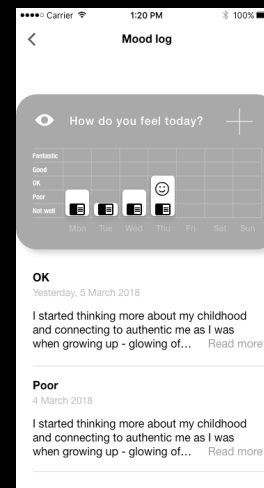 Carrier 1:20 PM 100%
Mood log
How do you feel today?
Fantastic
Good
OK
Poor
Not well
Mon Tue Wed Thu Fri Sat Sun
OK
Yesterday, 5 March 2018
I started thinking more about my childhood
and connecting to authentic me as I was
when growing up - glowing of... Read more
Poor
4 March 2018
I started thinking more about my childhood
and connecting to authentic me as I was
when growing up - glowing of... Read more